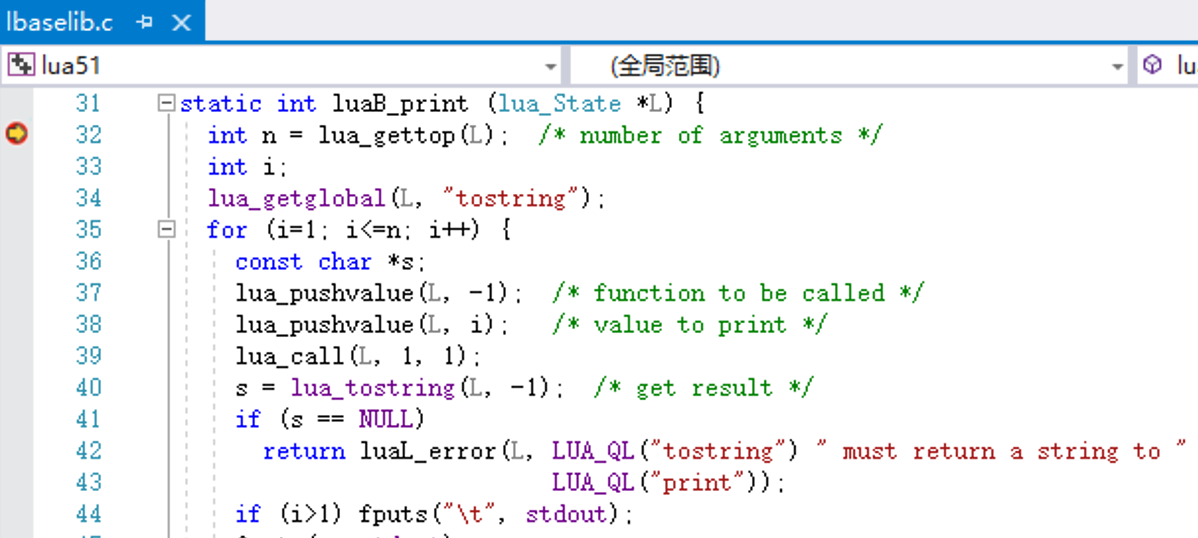 lbaselib.c
lua51 (全局范围) lu
31 static int luaB_print (lua_State *L) {
32 int n = lua_gettop(L);  /* number of arguments */
33 int i;
34 lua_getglobal(L, "tostring");
35 for (i=1; i<=n; i++) {
36 const char *s;
37 lua_pushvalue(L, -1);  /* function to be called */
38 lua_pushvalue(L, i);   /* value to print */
39 lua_call(L, 1, 1);
40 s = lua_tostring(L, -1);  /* get result */
41 if (s == NULL)
42 return luaL_error(L, LUA_QL("tostring") " must return a string to "
43 LUA_QL("print"));
44 if (i>1) fputs("\t", stdout);